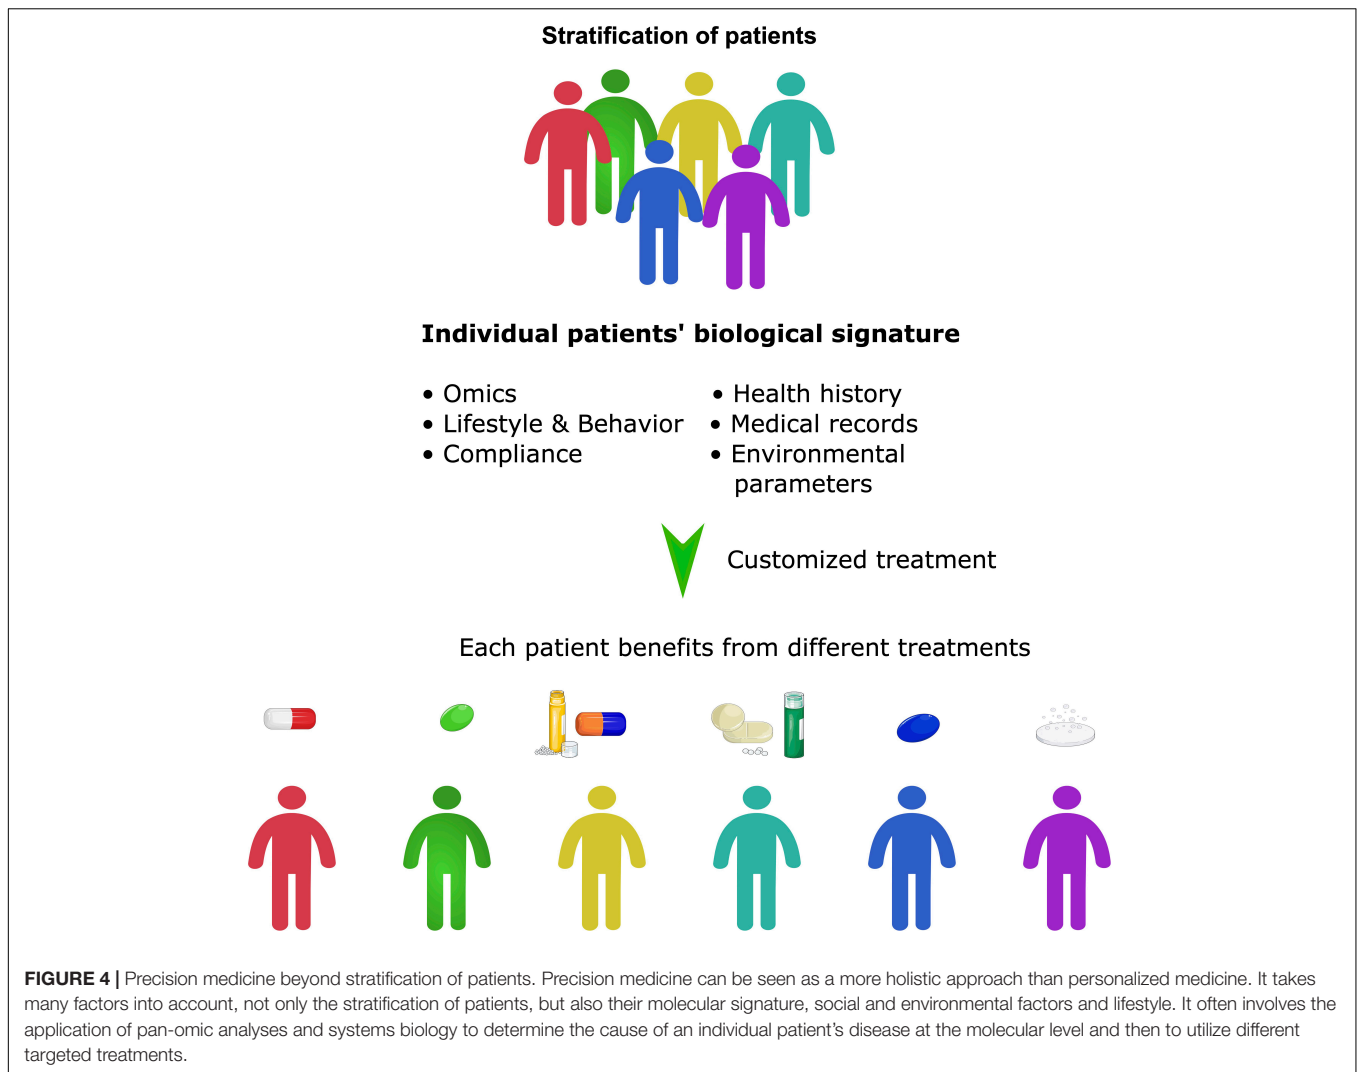 Stratification of patients
Individual patients' biological signature
• Omics
• Lifestyle & Behavior
• Compliance
• Health history
• Medical records
• Environmental
parameters
Customized treatment
Each patient benefits from different treatments
FIGURE 4 | Precision medicine beyond stratification of patients. Precision medicine can be seen as a more holistic approach than personalized medicine. It takes
many factors into account, not only the stratification of patients, but also their molecular signature, social and environmental factors and lifestyle. It often involves the
application of pan-omic analyses and systems biology to determine the cause of an individual patient’s disease at the molecular level and then to utilize different
targeted treatments.